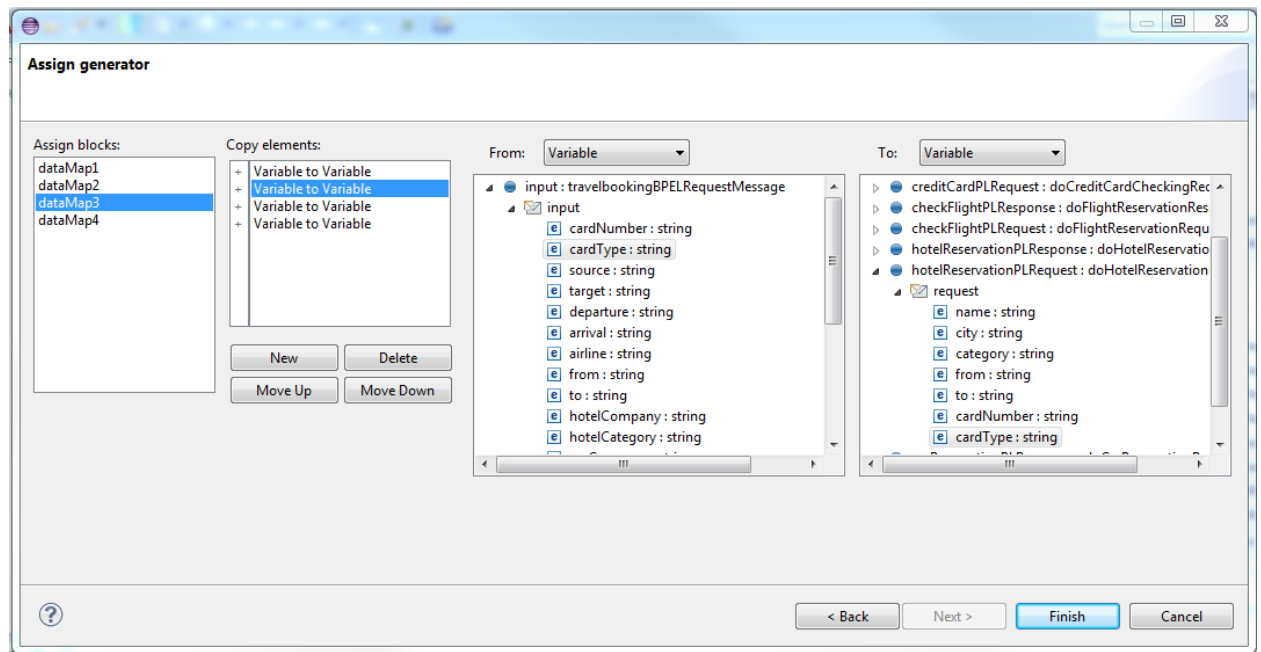 Assign generator
Assign blocks:
dataMap1
dataMap2
dataMap3
dataMap4
Copy elements:
+ Variable to Variable
+ Variable to Variable
+ Variable to Variable
+ Variable to Variable
New
Delete
Move Up
Move Down
From:
Variable
input : travelbookingBPELRequestMessage
input
cardNumber : string
cardType : string
source : string
target : string
departure : string
arrival : string
airline : string
from : string
to : string
hotelCompany : string
hotelCategory : string
To:
Variable
creditCardPLRequest : doCreditCardCheckingRec
checkFlightPLResponse : doFlightReservationRes
checkFlightPLRequest : doFlightReservationRequ
hotelReservationPLResponse : doHotelReservatio
hotelReservationPLRequest : doHotelReservation
request
name : string
city : string
category : string
from : string
to : string
cardNumber : string
cardType : string
?
< Back
Next >
Finish
Cancel